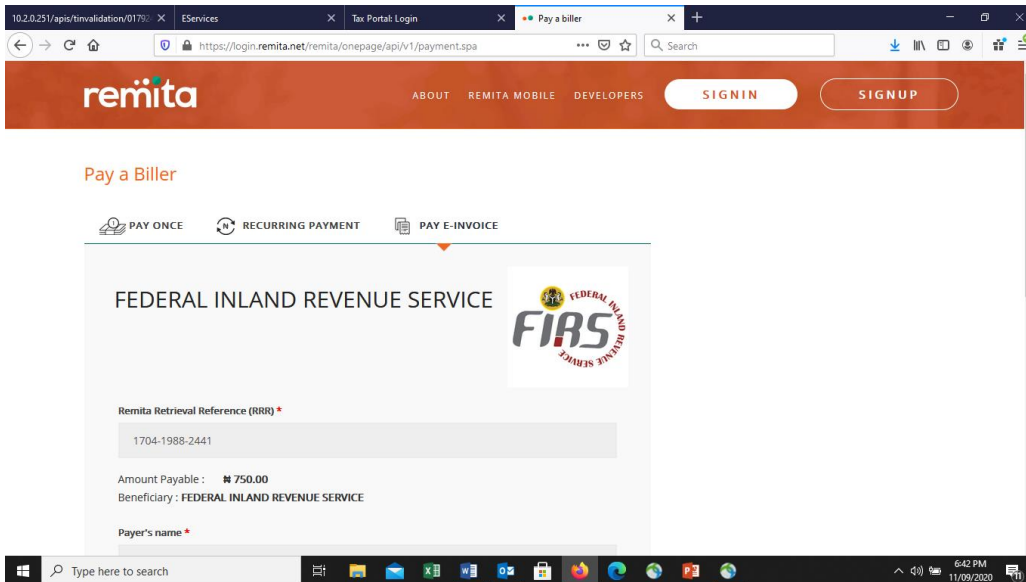 10.2.0.251/apis/tinvalidation/01792
EServices
Tax Portal: Login
Pay a biller
https://login.remita.net/remita/onepage/api/v1/payment.spa
Search
remita
ABOUT
REMITA MOBILE
DEVELOPERS
SIGNIN
SIGNUP
Pay a Biller
PAY ONCE
RECURRING PAYMENT
PAY E-INVOICE
FEDERAL INLAND REVENUE SERVICE
FIRS
FEDERAL INLAND REVENUE SERVICE
Remita Retrieval Reference (RRR) *
1704-1988-2441
Amount Payable : ₦ 750.00
Beneficiary : FEDERAL INLAND REVENUE SERVICE
Payer's name *
Type here to search
6:42 PM
11/09/2020